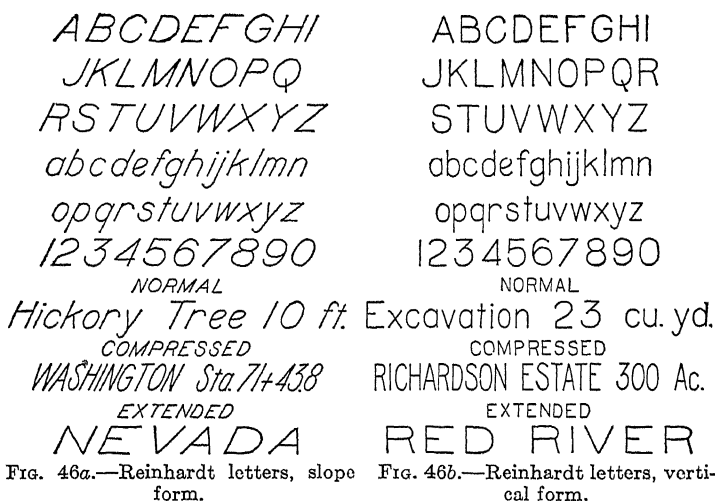 ABCDEFGHI
JKLMNOPQ
RSTUVWXYZ
abcdefghijklmn
opqrstuvwxyz
1234567890
NORMAL
Hickory Tree 10 ft.
COMPRESSED
WASHINGTON Sta. 71+43.8
EXTENDED
NEVADA
FIG. 46a.—Reinhardt letters, slope
form.
ABCDEFGHI
JKLMNOPQR
STUVWXYZ
abcdefghijklmn
opqrstuvwxyz
1234567890
NORMAL
Excavation 23 cu. yd.
COMPRESSED
RICHARDSON ESTATE 300 Ac.
EXTENDED
RED RIVER
FIG. 46b.—Reinhardt letters, verti-
cal form.